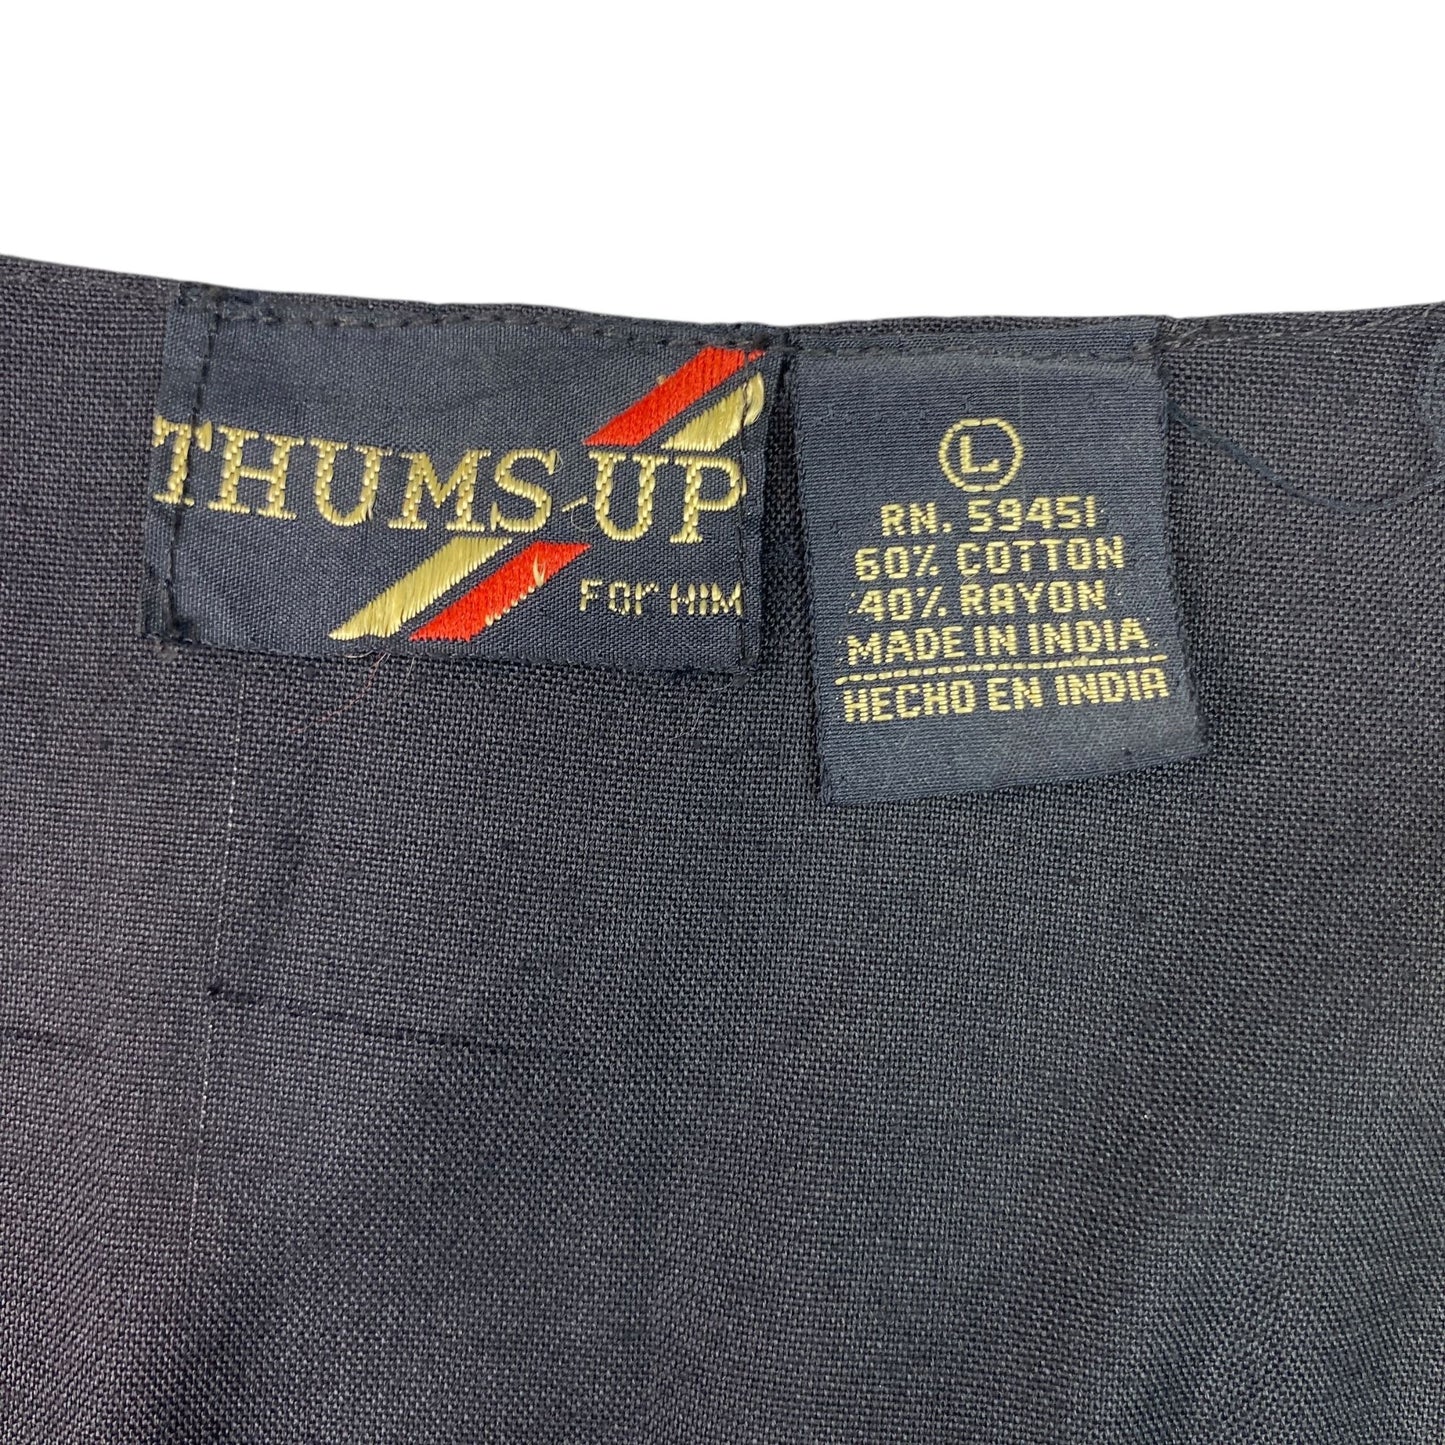 THUMS UP
FOR HIM
L
RN. 59451
60% COTTON
40% RAYON
MADE IN INDIA
HECHO EN INDIA